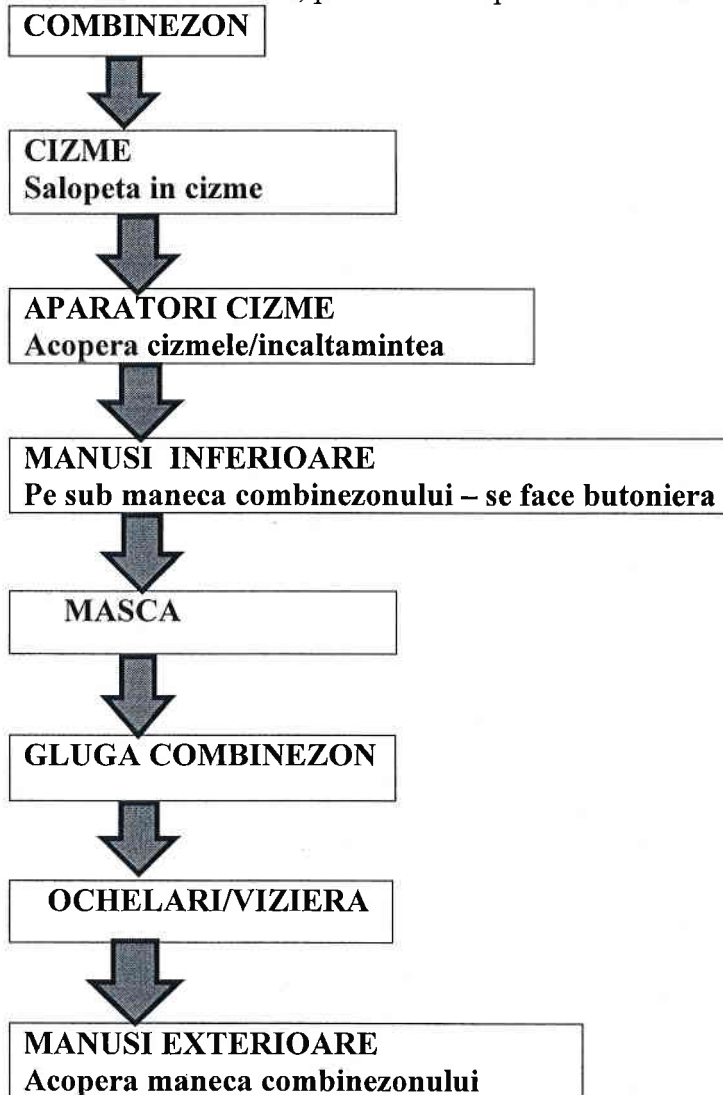 COMBINEZON
CIZME
Salopeta in cizme
APARATORI CIZME
Acopera cizmele/incaltamintea
MANUSI INFERIOARE
Pe sub maneca combinezonului – se face butoniera
MASCA
GLUGA COMBINEZON
OCHELARI/VIZIERA
MANUSI EXTERIOARE
Acopera maneca combinezonului